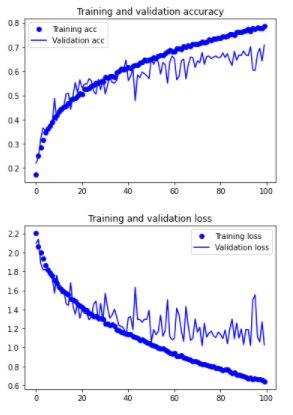 Training and validation accuracy
0.8
Training acc
Validation acc
0.7
0.6
0.5
0.4
0.3
0.2
0 20 40 60 80 100
Training and validation loss
2.2
Training loss
Validation loss
2.0
1.8
1.6
1.4
1.2
1.0
0.8
0.6
0 20 40 60 80 100